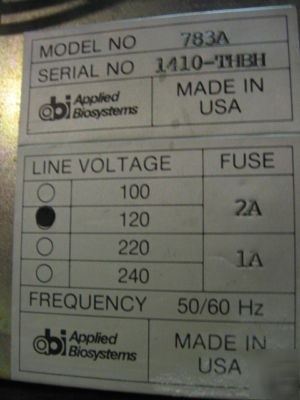 MODEL NO 783A
SERIAL NO 1410-THBH
abi Applied Biosystems MADE IN USA
LINE VOLTAGE FUSE
100
120 2A
220
240 1A
FREQUENCY 50/60 Hz
abi Applied Biosystems MADE IN USA